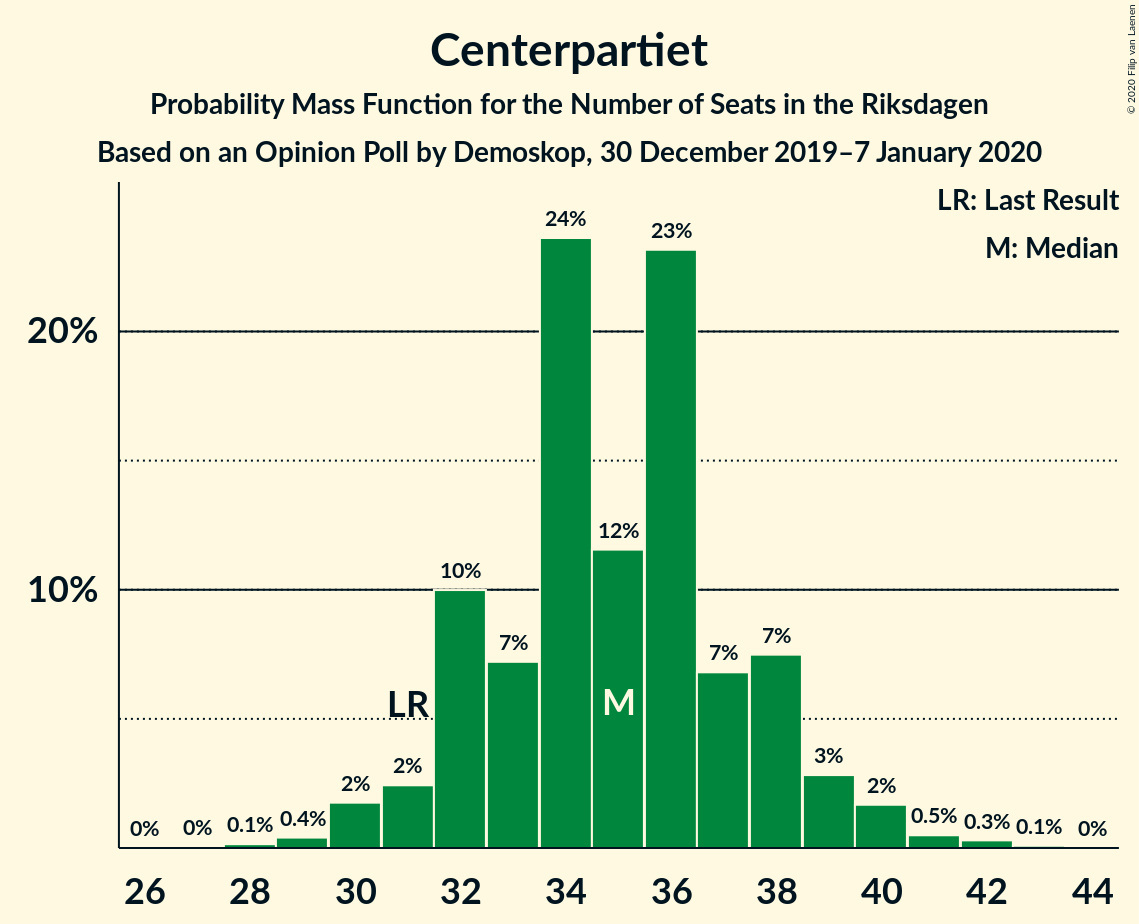 Centerpartiet
Probability Mass Function for the Number of Seats in the Riksdagen
Based on an Opinion Poll by Demoskop, 30 December 2019–7 January 2020
© 2020 Filip van Laenen
LR: Last Result
M: Median
20%
10%
0%
0%
0.1%
0.4%
2%
2%
10%
7%
24%
12%
23%
7%
7%
3%
2%
0.5%
0.3%
0.1%
0%
LR
M
26 28 30 32 34 36 38 40 42 44